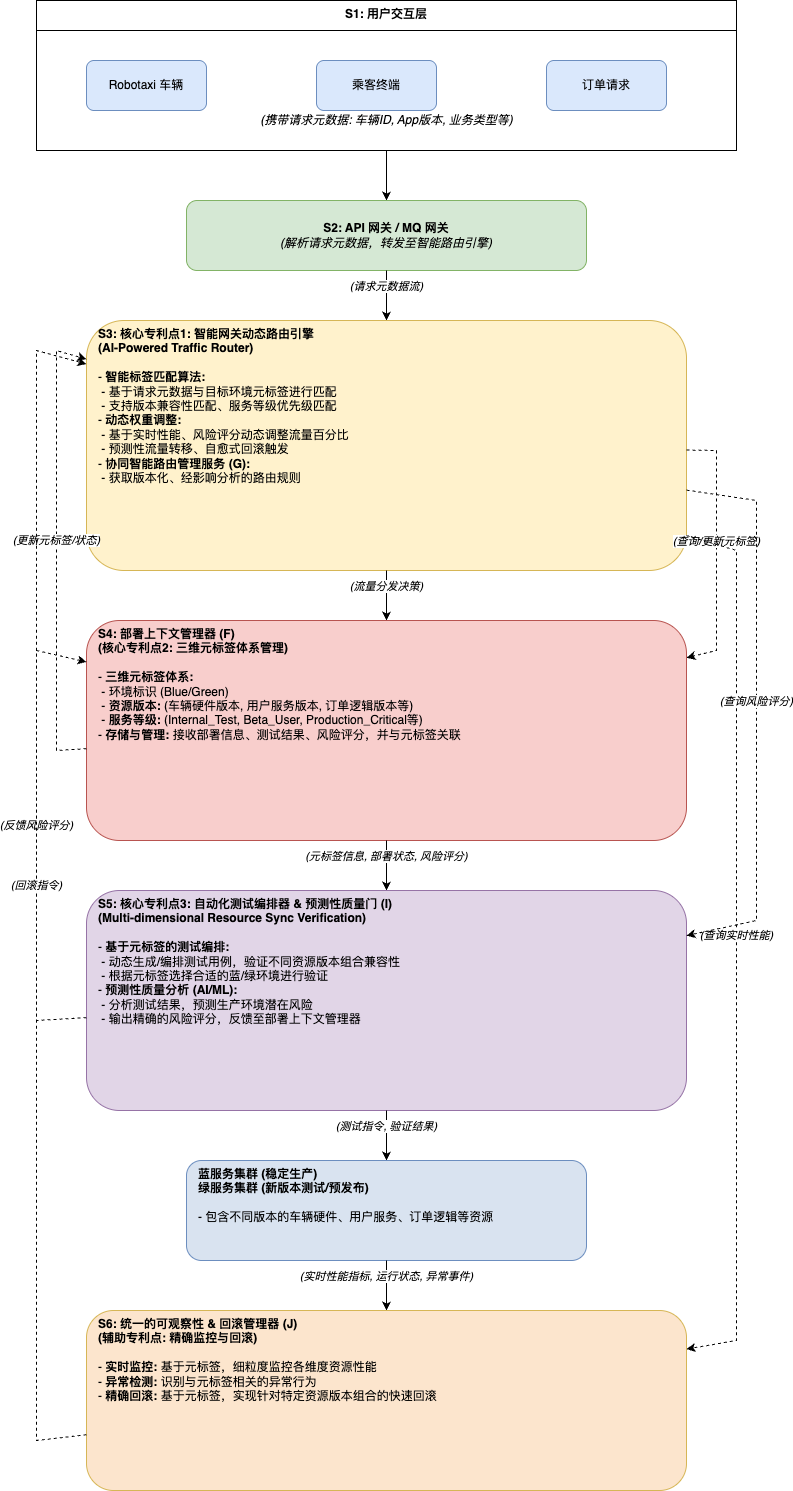 S1: 用户交互层
Robotaxi 车辆
乘客终端
订单请求
(携带请求元数据: 车辆ID, App版本, 业务类型等)
S2: API 网关 / MQ 网关
(解析请求元数据，转发至智能路由引擎)
(请求元数据流)
S3: 核心专利点1: 智能网关动态路由引擎
(AI-Powered Traffic Router)
- 智能标签匹配算法:
- 基于请求元数据与目标环境元标签进行匹配
- 支持版本兼容性匹配、服务等级优先级匹配
- 动态权重调整:
- 基于实时性能、风险评分动态调整流量百分比
- 预测性流量转移、自愈式回滚触发
- 协同智能路由管理服务 (G):
- 获取版本化、经影响分析的路由规则
(更新元标签/状态)
(查询/更新元标签)
(流量分发决策)
S4: 部署上下文管理器 (F)
(核心专利点2: 三维元标签体系管理)
- 三维元标签体系:
- 环境标识 (Blue/Green)
- 资源版本: (车辆硬件版本, 用户服务版本, 订单逻辑版本等)
- 服务等级: (Internal_Test, Beta_User, Production_Critical等)
- 存储与管理: 接收部署信息、测试结果、风险评分，并与元标签关联
(查询风险评分)
(反馈风险评分)
(元标签信息, 部署状态, 风险评分)
(回滚指令)
S5: 核心专利点3: 自动化测试编排器 & 预测性质量门 (I)
(Multi-dimensional Resource Sync Verification)
- 基于元标签的测试编排:
- 动态生成/编排测试用例，验证不同资源版本组合兼容性
- 根据元标签选择合适的蓝/绿环境进行验证
- 预测性质量分析 (AI/ML):
- 分析测试结果，预测生产环境潜在风险
- 输出精确的风险评分，反馈至部署上下文管理器
(查询实时性能)
(测试指令, 验证结果)
蓝服务集群 (稳定生产)
绿服务集群 (新版本测试/预发布)
- 包含不同版本的车辆硬件、用户服务、订单逻辑等资源
(实时性能指标, 运行状态, 异常事件)
S6: 统一的可观察性 & 回滚管理器 (J)
(辅助专利点: 精确监控与回滚)
- 实时监控: 基于元标签，细粒度监控各维度资源性能
- 异常检测: 识别与元标签相关的异常行为
- 精确回滚: 基于元标签，实现针对特定资源版本组合的快速回滚